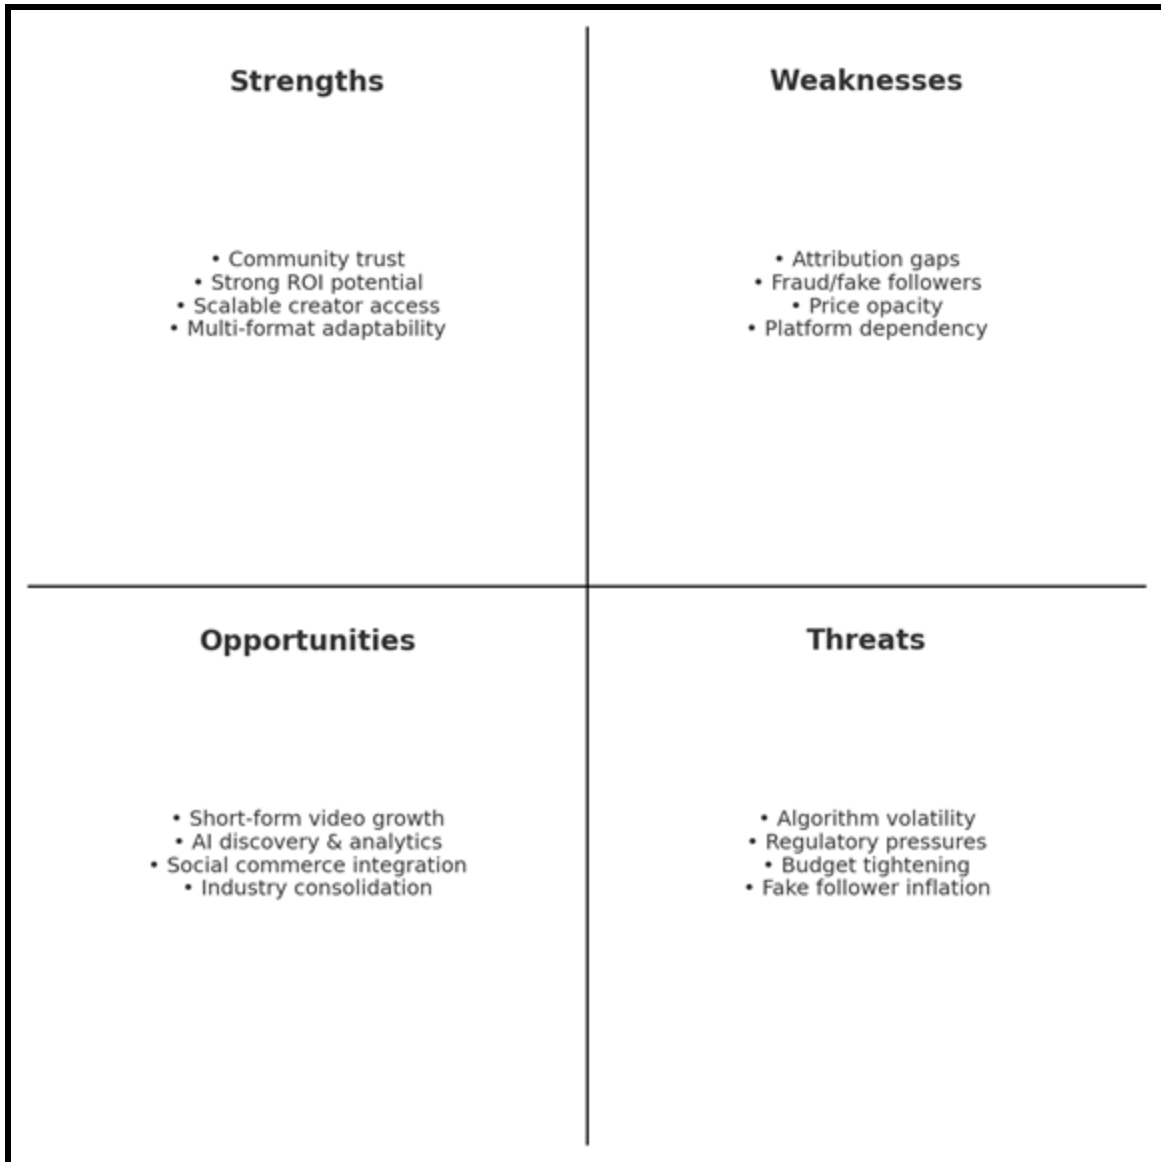 Strengths
• Community trust
• Strong ROI potential
• Scalable creator access
• Multi-format adaptability
Weaknesses
• Attribution gaps
• Fraud/fake followers
• Price opacity
• Platform dependency
Opportunities
• Short-form video growth
• AI discovery & analytics
• Social commerce integration
• Industry consolidation
Threats
• Algorithm volatility
• Regulatory pressures
• Budget tightening
• Fake follower inflation